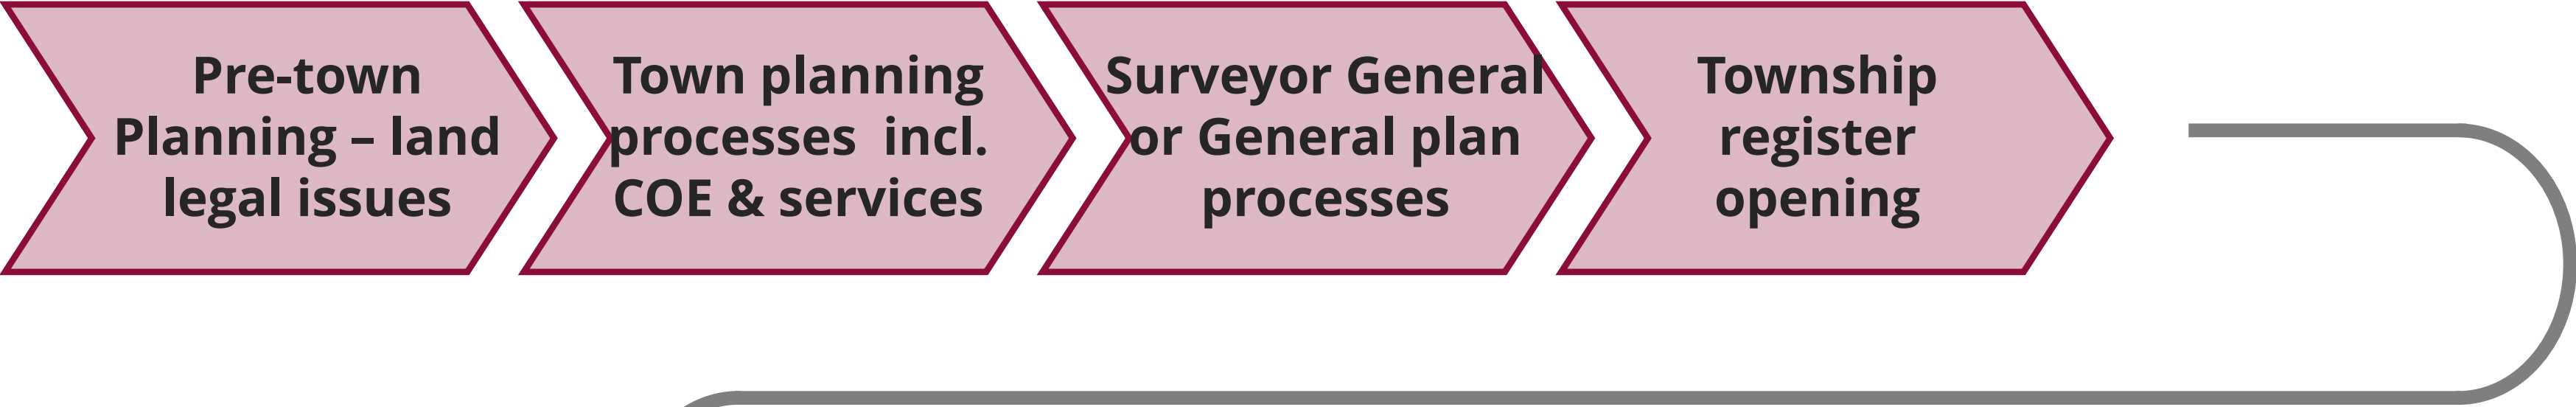 Pre-town
Planning – land
legal issues
Town planning
processes  incl.
COE & services
Surveyor General
or General plan
processes
Township
register
opening